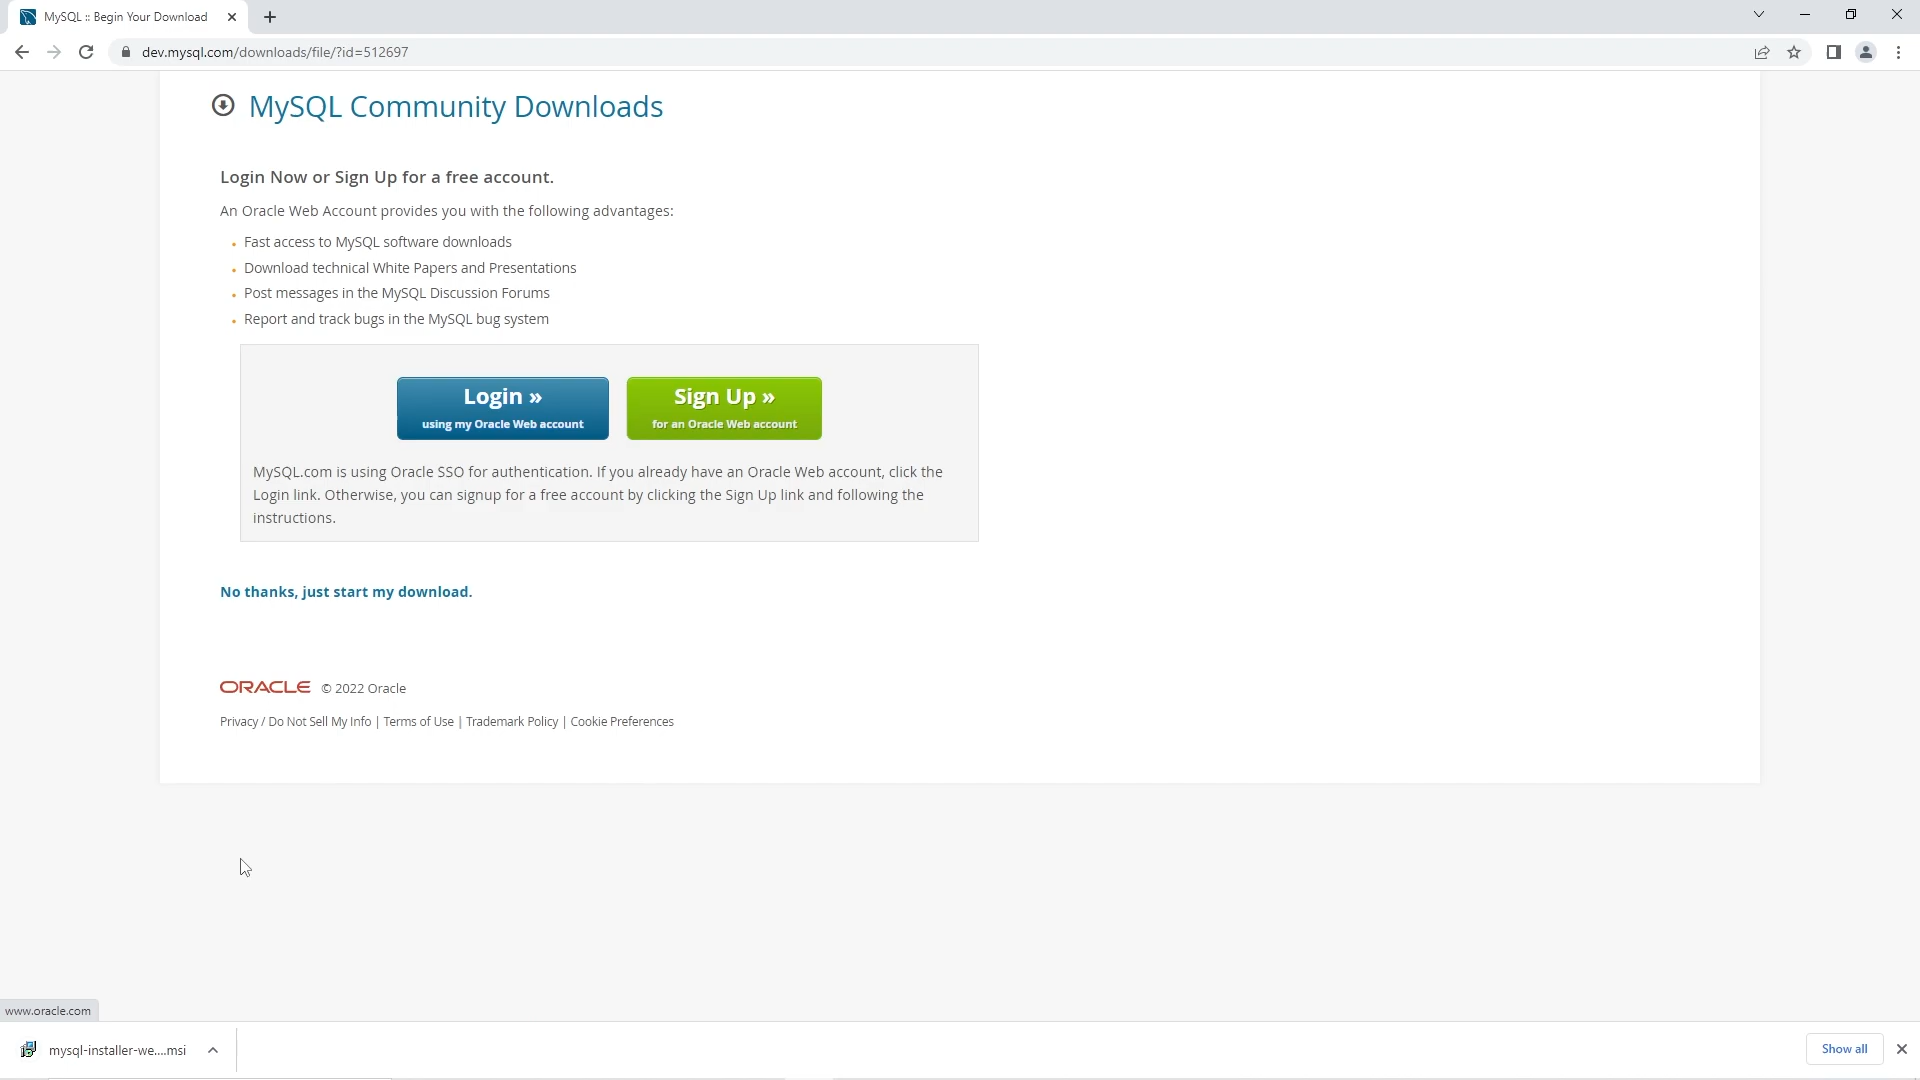 MySQL :: Begin Your Download
dev.mysql.com/downloads/file/?id=512697
MySQL Community Downloads
Login Now or Sign Up for a free account.
An Oracle Web Account provides you with the following advantages:
Fast access to MySQL software downloads
Download technical White Papers and Presentations
Post messages in the MySQL Discussion Forums
Report and track bugs in the MySQL bug system
Login »
using my Oracle Web account
Sign Up »
for an Oracle Web account
MySQL.com is using Oracle SSO for authentication. If you already have an Oracle Web account, click the
Login link. Otherwise, you can signup for a free account by clicking the Sign Up link and following the
instructions.
No thanks, just start my download.
ORACLE © 2022 Oracle
Privacy / Do Not Sell My Info | Terms of Use | Trademark Policy | Cookie Preferences
www.oracle.com
mysql-installer-we....msi
Show all